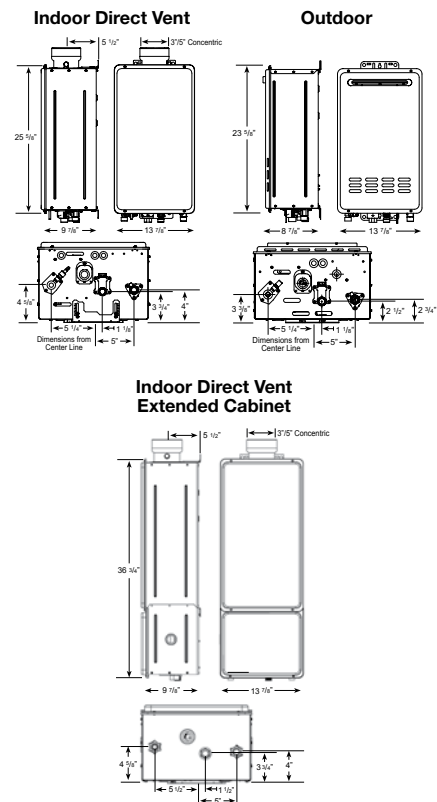 Indoor Direct Vent
Outdoor
5 1/2"
3"/5" Concentric
25 5/8"
23 5/8"
9 7/8"
13 7/8"
8 7/8"
13 7/8"
4 5/8"
3 3/4"
4"
5 1/4"
1 1/8"
Dimensions from
Center Line
5"
3 3/8"
2 1/2"
2 3/4"
5 1/4"
1 1/8"
Dimensions from
Center Line
5"
Indoor Direct Vent
Extended Cabinet
5 1/2"
3"/5" Concentric
36 3/4"
9 7/8"
13 7/8"
4 5/8"
3 3/4"
4"
5 1/2"
1 1/2"
5"